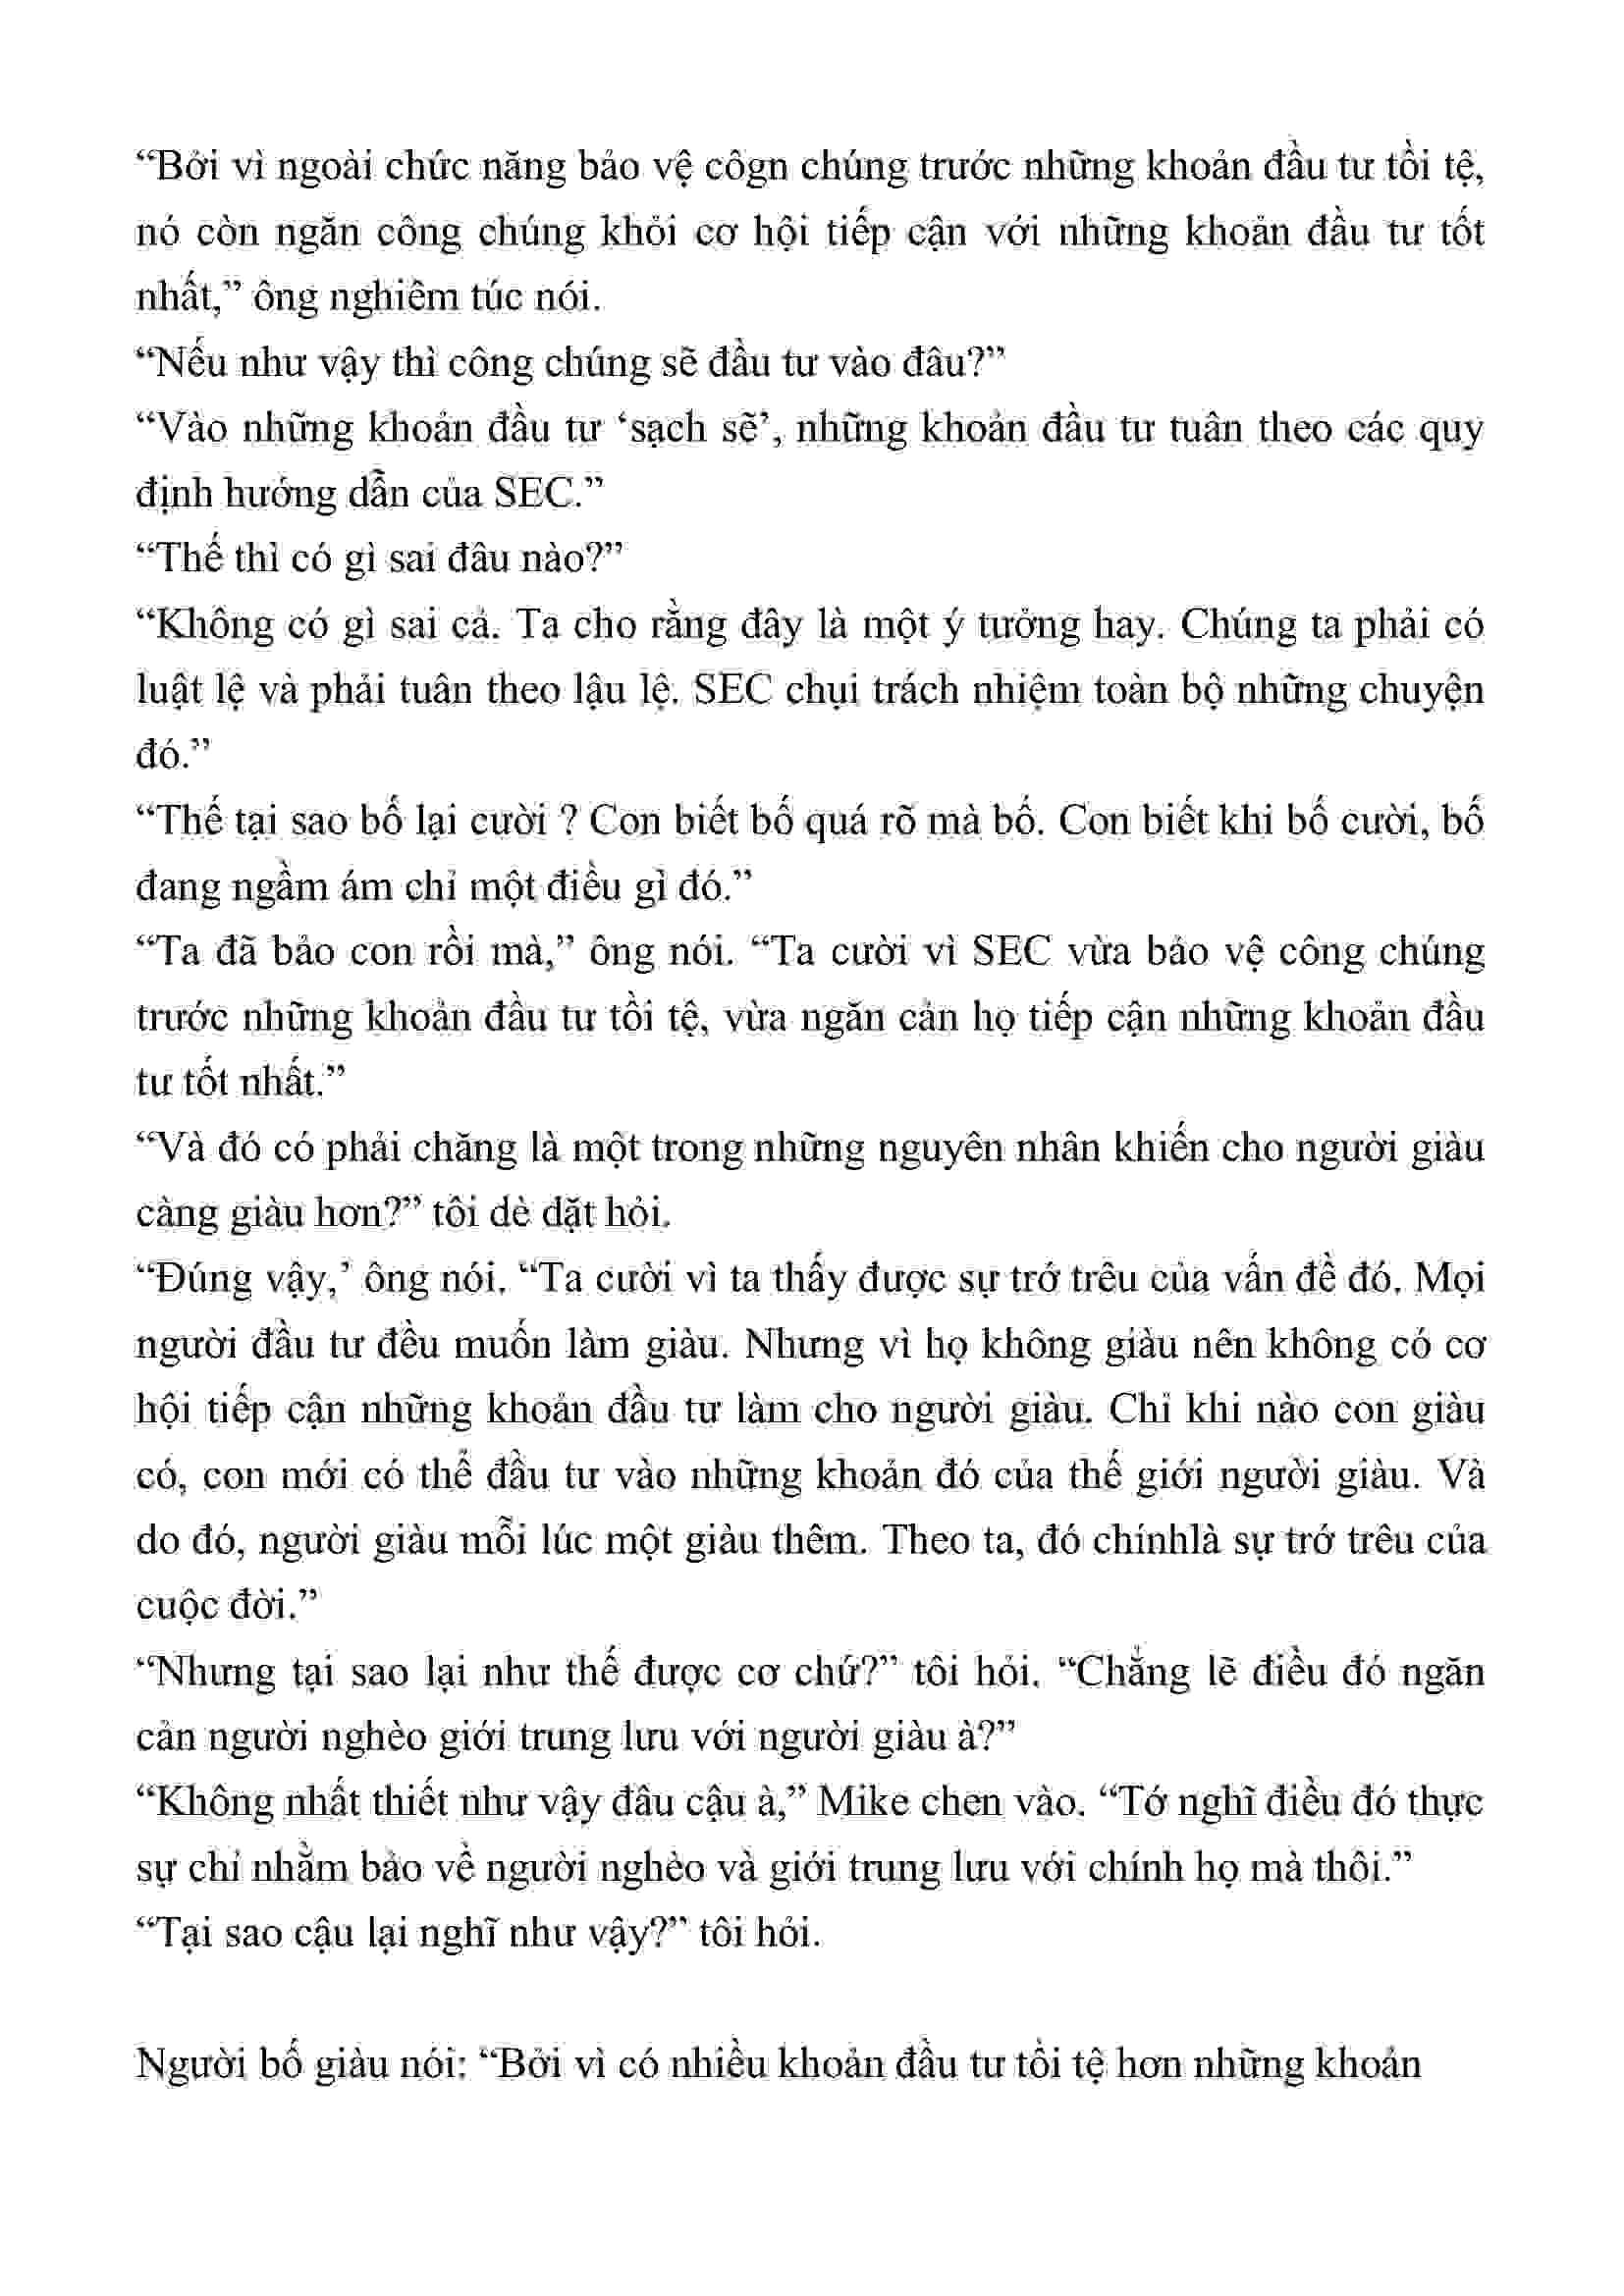 “Bởi vì ngoài chức năng bảo vệ côgn chúng trước những khoản đầu tư tồi tệ,
nó còn ngăn công chúng khỏi cơ hội tiếp cận với những khoản đầu tư tốt
nhất,” ông nghiêm túc nói.
“Nếu như vậy thì công chúng sẽ đầu tư vào đâu?”
“Vào những khoản đầu tư ‘sạch sẽ’, những khoản đầu tư tuân theo các quy
định hướng dẫn của SEC.”
“Thế thì có gì sai đâu nào?”
“Không có gì sai cả. Ta cho rằng đây là một ý tưởng hay. Chúng ta phải có
luật lệ và phải tuân theo lậu lệ. SEC chụi trách nhiệm toàn bộ những chuyện
đó.”
“Thế tại sao bố lại cười ? Con biết bố quá rõ mà bố. Con biết khi bố cười, bố
đang ngầm ám chỉ một điều gì đó.”
“Ta đã bảo con rồi mà,” ông nói. “Ta cười vì SEC vừa bảo vệ công chúng
trước những khoản đầu tư tồi tệ, vừa ngăn cản họ tiếp cận những khoản đầu
tư tốt nhất.”
“Và đó có phải chăng là một trong những nguyên nhân khiến cho người giàu
càng giàu hơn?” tôi dè dặt hỏi.
“Đúng vậy,’ ông nói. “Ta cười vì ta thấy được sự trớ trêu của vấn đề đó. Mọi
người đầu tư đều muốn làm giàu. Nhưng vì họ không giàu nên không có cơ
hội tiếp cận những khoản đầu tư làm cho người giàu. Chỉ khi nào con giàu
có, con mới có thể đầu tư vào những khoản đó của thế giới người giàu. Và
do đó, người giàu mỗi lúc một giàu thêm. Theo ta, đó chínhlà sự trớ trêu của
cuộc đời.”
“Nhưng tại sao lại như thế được cơ chứ?” tôi hỏi. “Chẳng lẽ điều đó ngăn
cản người nghèo giới trung lưu với người giàu à?”
“Không nhất thiết như vậy đâu cậu à,” Mike chen vào. “Tớ nghĩ điều đó thực
sự chỉ nhằm bảo về người nghèo và giới trung lưu với chính họ mà thôi.”
“Tại sao cậu lại nghĩ như vậy?” tôi hỏi.
Người bố giàu nói: “Bởi vì có nhiều khoản đầu tư tồi tệ hơn những khoản